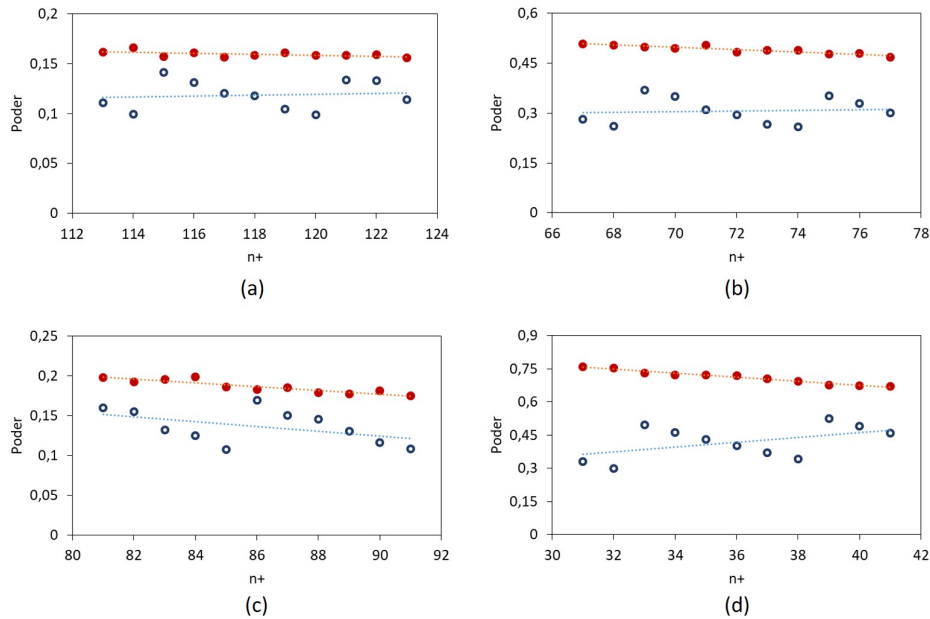 0,2
0,15
0,1
0,05
0
Poder
112 114 116 118 120 122 124
n+
(a)
0,6
0,45
0,3
0,15
0
Poder
66 68 70 72 74 76 78
n+
(b)
0,25
0,2
0,15
0,1
0,05
0
Poder
80 82 84 86 88 90 92
n+
(c)
0,9
0,75
0,6
0,45
0,3
0,15
0
Poder
30 32 34 36 38 40 42
n+
(d)